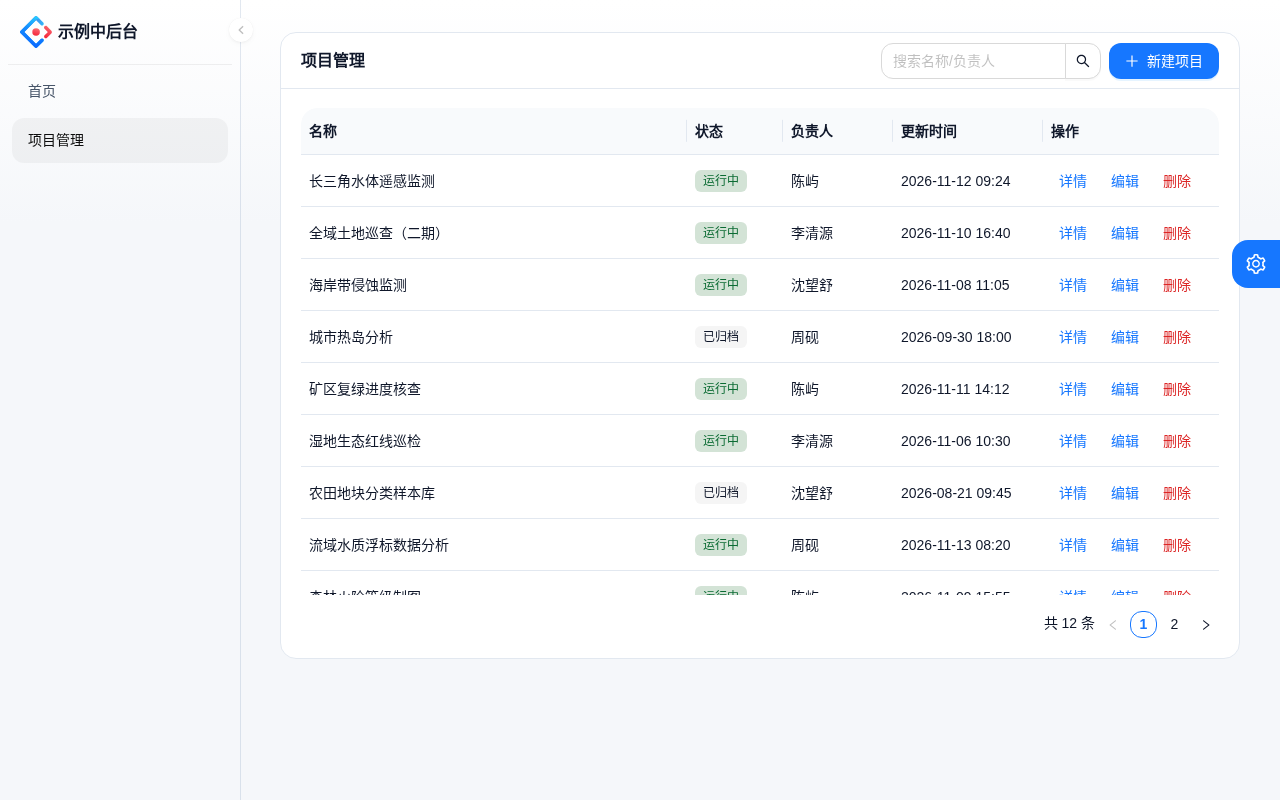 示例中后台
首页
项目管理
项目管理
搜索名称/负责人
新建项目
名称 状态 负责人 更新时间 操作
长三角水体遥感监测 运行中 陈屿 2026-11-12 09:24 详情 编辑 删除
全域土地巡查（二期） 运行中 李清源 2026-11-10 16:40 详情 编辑 删除
海岸带侵蚀监测 运行中 沈望舒 2026-11-08 11:05 详情 编辑 删除
城市热岛分析 已归档 周砚 2026-09-30 18:00 详情 编辑 删除
矿区复绿进度核查 运行中 陈屿 2026-11-11 14:12 详情 编辑 删除
湿地生态红线巡检 运行中 李清源 2026-11-06 10:30 详情 编辑 删除
农田地块分类样本库 已归档 沈望舒 2026-08-21 09:45 详情 编辑 删除
流域水质浮标数据分析 运行中 周砚 2026-11-13 08:20 详情 编辑 删除
运行中 陈屿 详情 编辑 删除
共 12 条 1 2